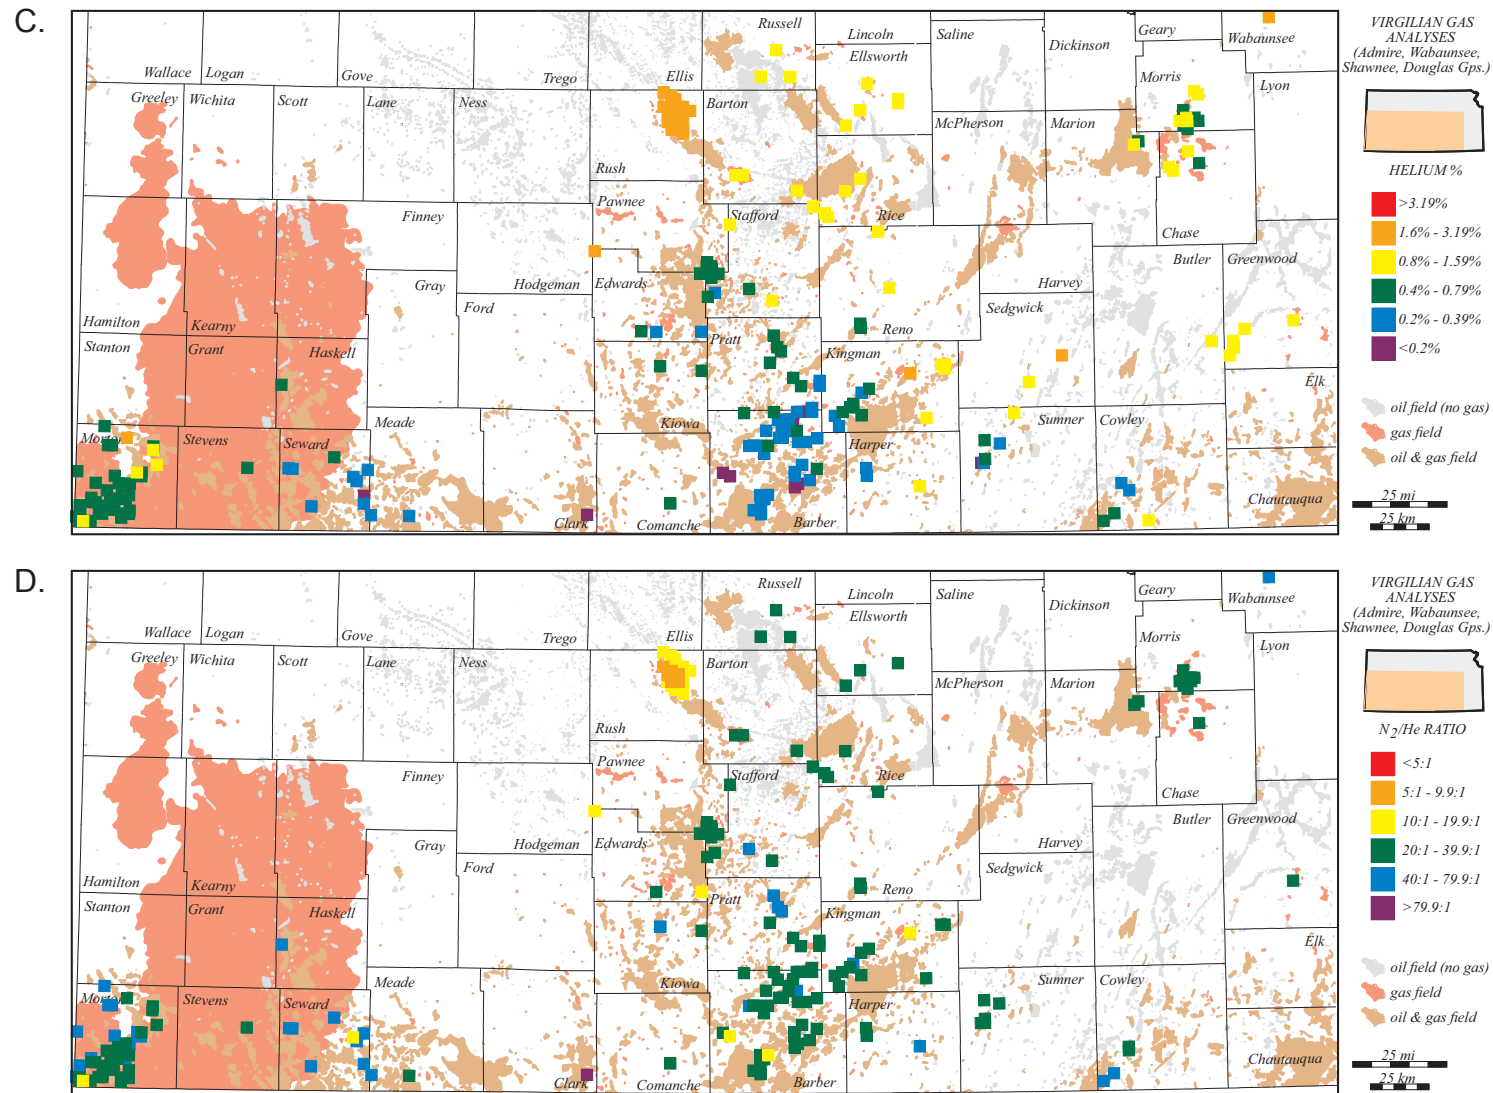 C.
Russell
Lincoln
Saline
Geary
Wabaunsee
Dickinson
Ellsworth
Wallace
Logan
Gove
Trego
Ellis
Morris
Lyon
Greeley
Wichita
Scott
Lane
Ness
Barton
McPherson
Marion
Rush
Pawnee
Finney
Stafford
Rice
Chase
Hodgeman
Edwards
Gray
Ford
Harvey
Butler
Greenwood
Sedgwick
Hamilton
Kearny
Stanton
Grant
Haskell
Pratt
Reno
Kingman
Elk
Meade
Kiowa
Sumner
Cowley
Morton
Stevens
Seward
Harper
Clark
Comanche
Barber
Chautauqua
VIRGILIAN GAS
ANALYSES
(Admire, Wabaunsee,
Shawnee, Douglas Gps.)
HELIUM %
>3.19%
1.6% - 3.19%
0.8% - 1.59%
0.4% - 0.79%
0.2% - 0.39%
<0.2%
oil field (no gas)
gas field
oil & gas field
25 mi
25 km
D.
Russell
Lincoln
Saline
Geary
Wabaunsee
Dickinson
Ellsworth
Wallace
Logan
Gove
Trego
Ellis
Morris
Lyon
Greeley
Wichita
Scott
Lane
Ness
Barton
McPherson
Marion
Rush
Pawnee
Finney
Stafford
Rice
Chase
Hodgeman
Edwards
Gray
Ford
Harvey
Butler
Greenwood
Sedgwick
Hamilton
Kearny
Stanton
Grant
Haskell
Pratt
Reno
Kingman
Elk
Meade
Kiowa
Sumner
Cowley
Morton
Stevens
Seward
Harper
Clark
Comanche
Barber
Chautauqua
VIRGILIAN GAS
ANALYSES
(Admire, Wabaunsee,
Shawnee, Douglas Gps.)
N2/He RATIO
<5:1
5:1 - 9.9:1
10:1 - 19.9:1
20:1 - 39.9:1
40:1 - 79.9:1
>79.9:1
oil field (no gas)
gas field
oil & gas field
25 mi
25 km